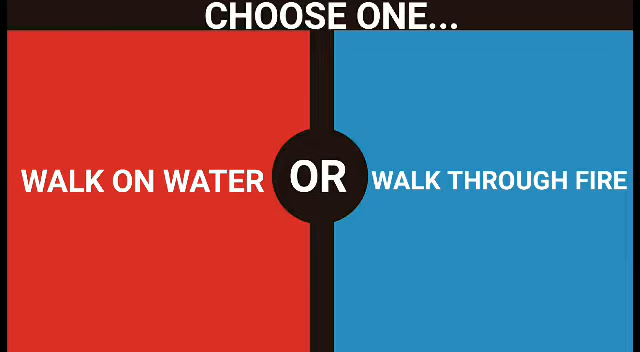 CHOOSE ONE...
WALK ON WATER
OR
WALK THROUGH FIRE